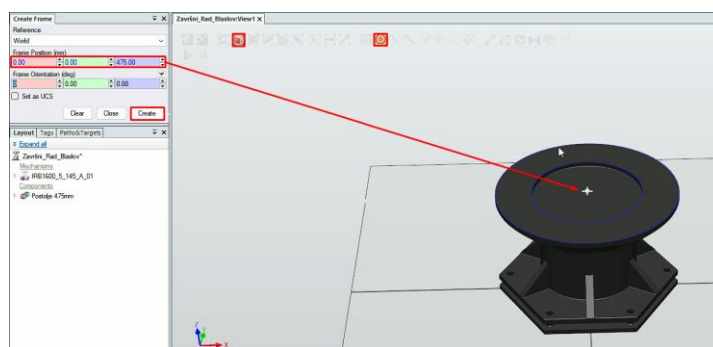 Create Frame
Reference
World
Frame Position (mm)
0.00 0.00 475.00
Frame Orientation (deg)
0.00 0.00
Set as UCS
Clear Close Create
Layout Tags Paths&Targets
Expand all
Završni_Rad_Blaslov*
Mechanisms
IRB1600_5_145_A_01
Components
Postolje 475mm
Završni_Rad_Blaslov:View1 X
Z
Y
X